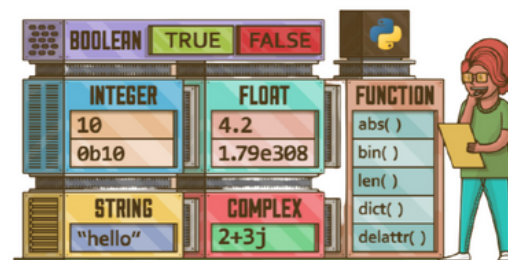 BOOLEAN TRUE FALSE
INTEGER
10
0b10
FLOAT
4.2
1.79e308
FUNCTION
abs( )
bin( )
len( )
dict( )
delattr( )
STRING
"hello"
COMPLEX
2+3j